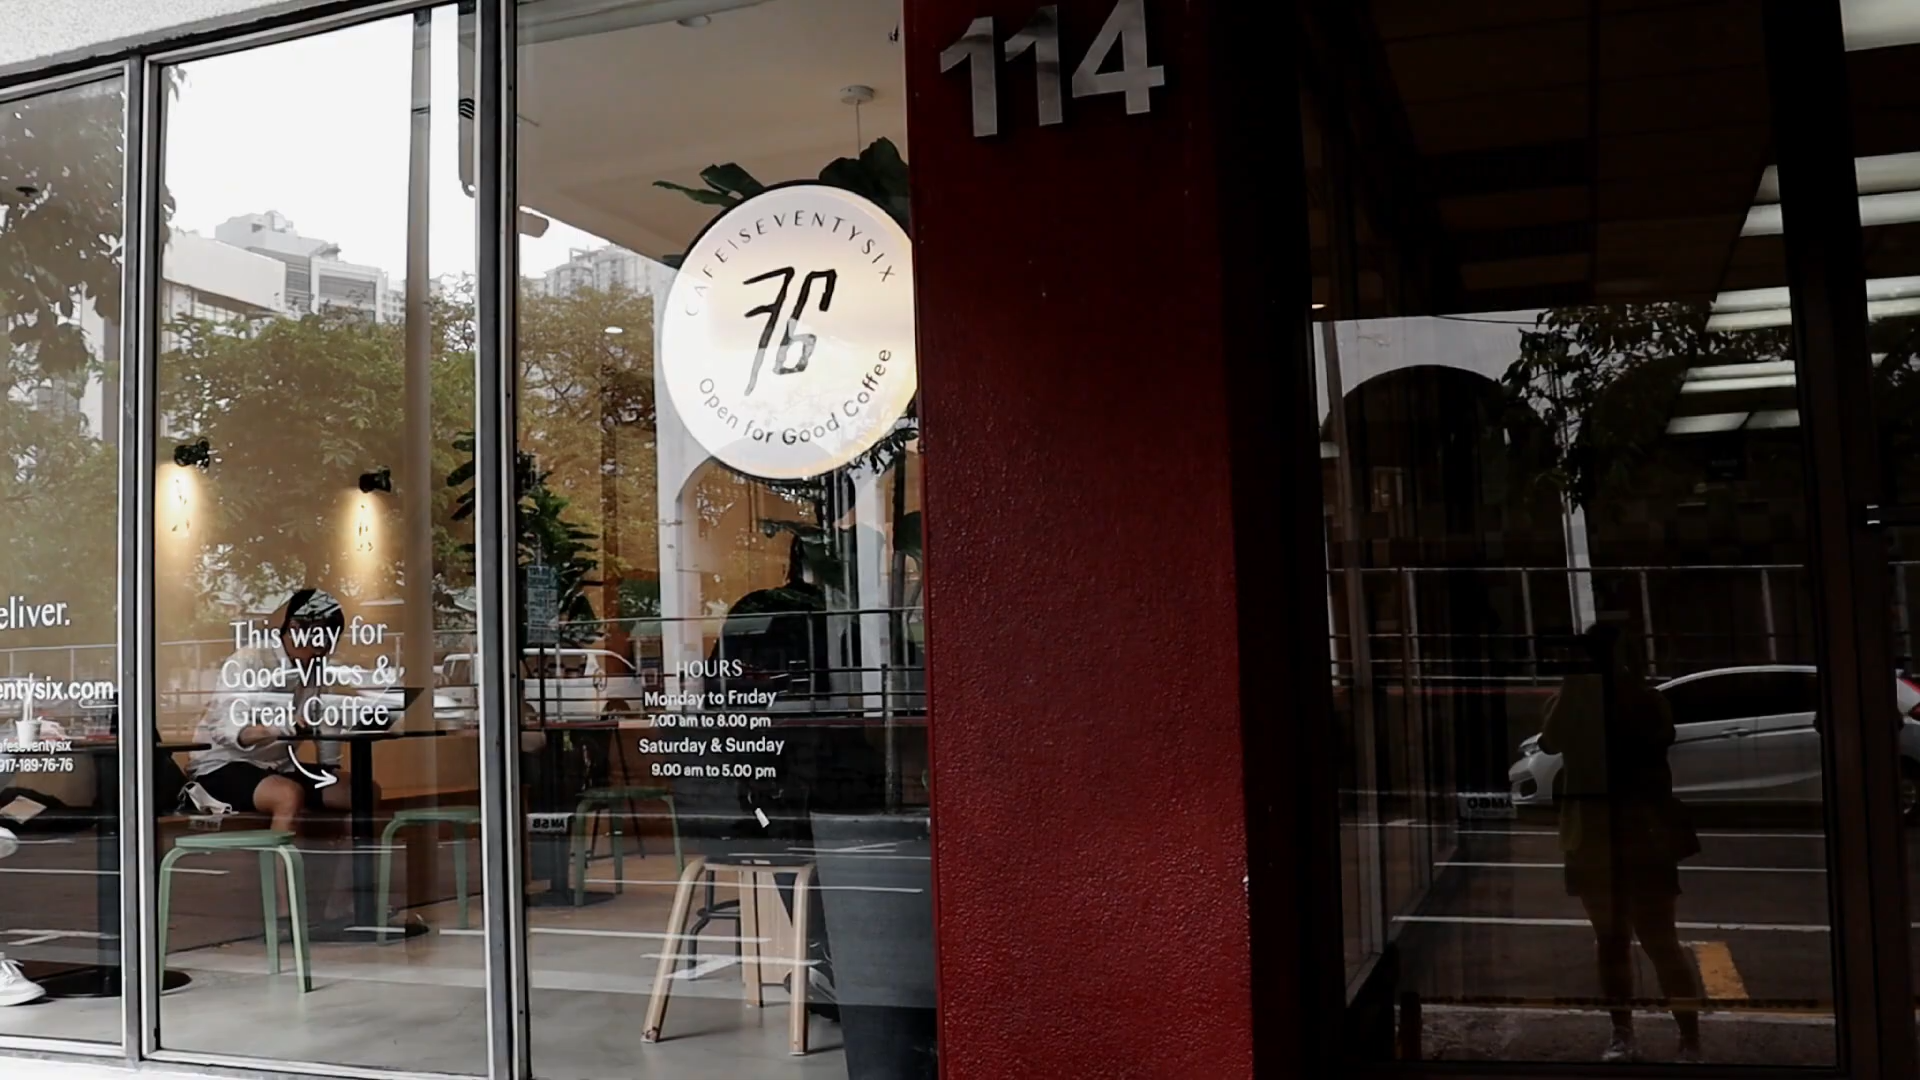 114
CAFE|SEVENTYSIX
76
Open for Good Coffee
eliver.
entysix.com
afeseventysix
917-189-76-76
This way for
Good Vibes &
Great Coffee
HOURS
Monday to Friday
7.00 am to 8.00 pm
Saturday & Sunday
9.00 am to 5.00 pm